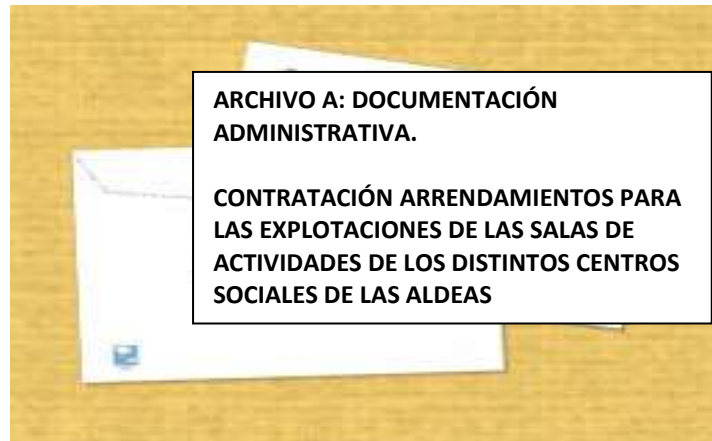 ARCHIVO A: DOCUMENTACIÓN
ADMINISTRATIVA.
CONTRATACIÓN ARRENDAMIENTOS PARA
LAS EXPLOTACIONES DE LAS SALAS DE
ACTIVIDADES DE LOS DISTINTOS CENTROS
SOCIALES DE LAS ALDEAS